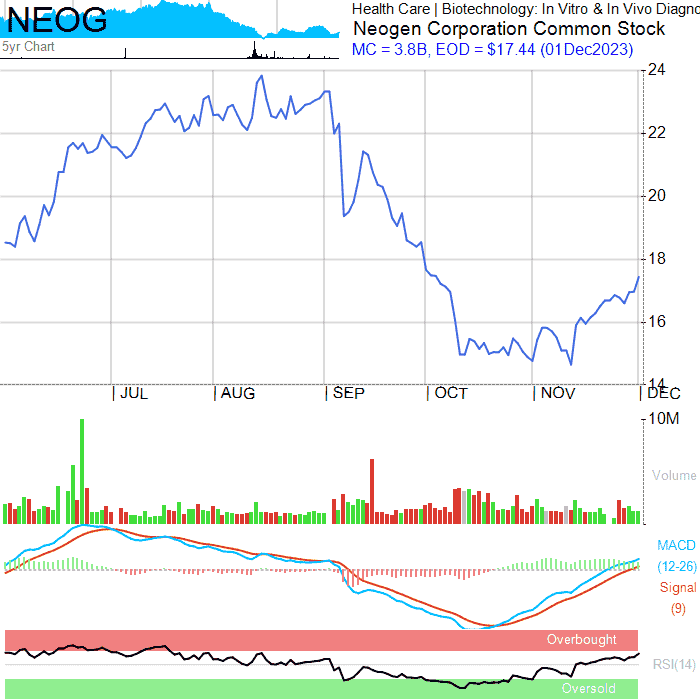 NEOG
5yr Chart
Health Care | Biotechnology: In Vitro & In Vivo Diagno
Neogen Corporation Common Stock
MC = 3.8B, EOD = $17.44 (01Dec2023)
24
22
20
18
16
14
JUL AUG SEP OCT NOV DEC
10M
Volume
MACD
(12-26)
Signal
(9)
Overbought
RSI(14)
Oversold